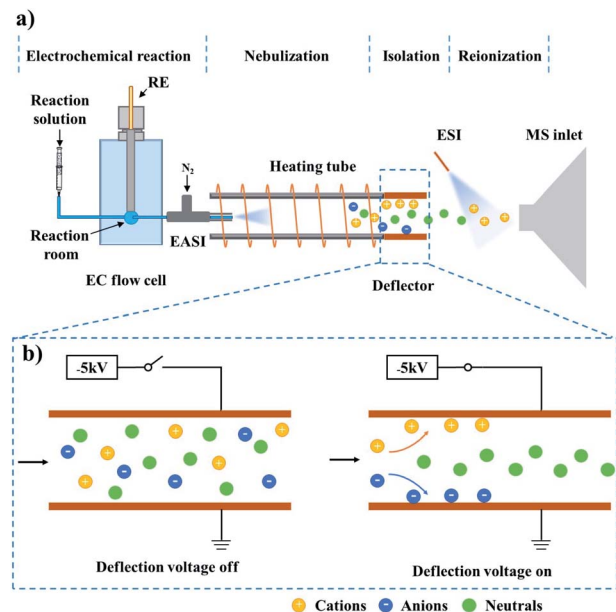 a)
Electrochemical reaction
Nebulization
Isolation
Reionization
RE
Reaction
solution
N₂
Heating tube
ESI
MS inlet
+ + + +
- + +
+ - -
+ +
+
Reaction
room
EASI
EC flow cell
Deflector
b)
-5kV
-5kV
+ - +
- +
- +
+ - -
+ + +
+
-
- - -
Deflection voltage off
Deflection voltage on
+ Cations
- Anions
Neutrals